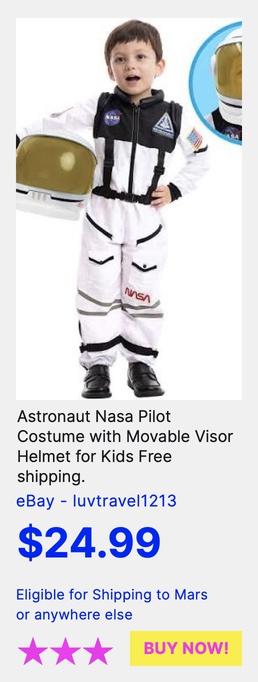 NASA
NASA
Astronaut Nasa Pilot
Costume with Movable Visor
Helmet for Kids Free
shipping.
eBay - luvtravel1213
$24.99
Eligible for Shipping to Mars
or anywhere else
BUY NOW!